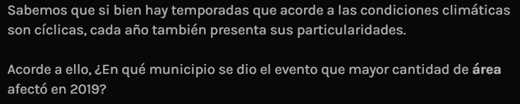 Sabemos que si bien hay temporadas que acorde a las condiciones climáticas
son cíclicas, cada año también presenta sus particularidades.
Acorde a ello, ¿En qué municipio se dio el evento que mayor cantidad de área
afectó en 2019?